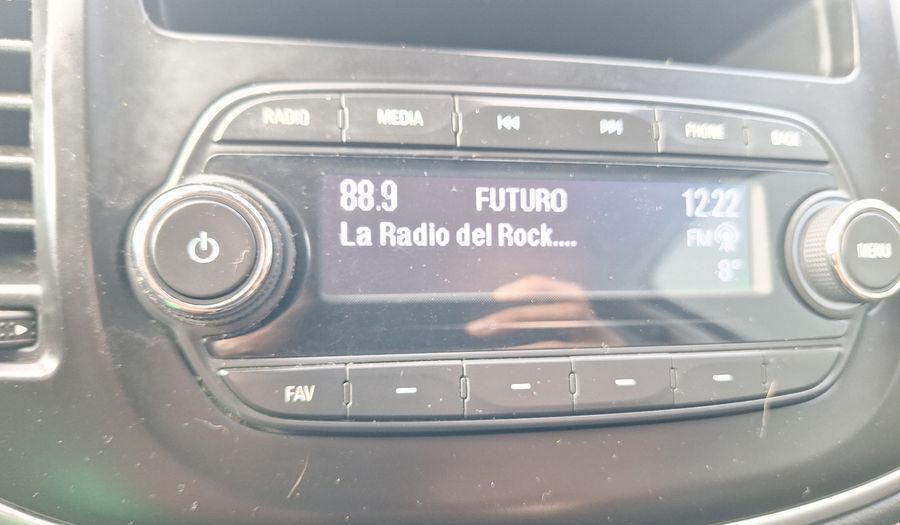 RADIO MEDIA PHONE BACK
88.9 FUTURO 12:22
La Radio del Rock.... FM
8°
MENU
FAV